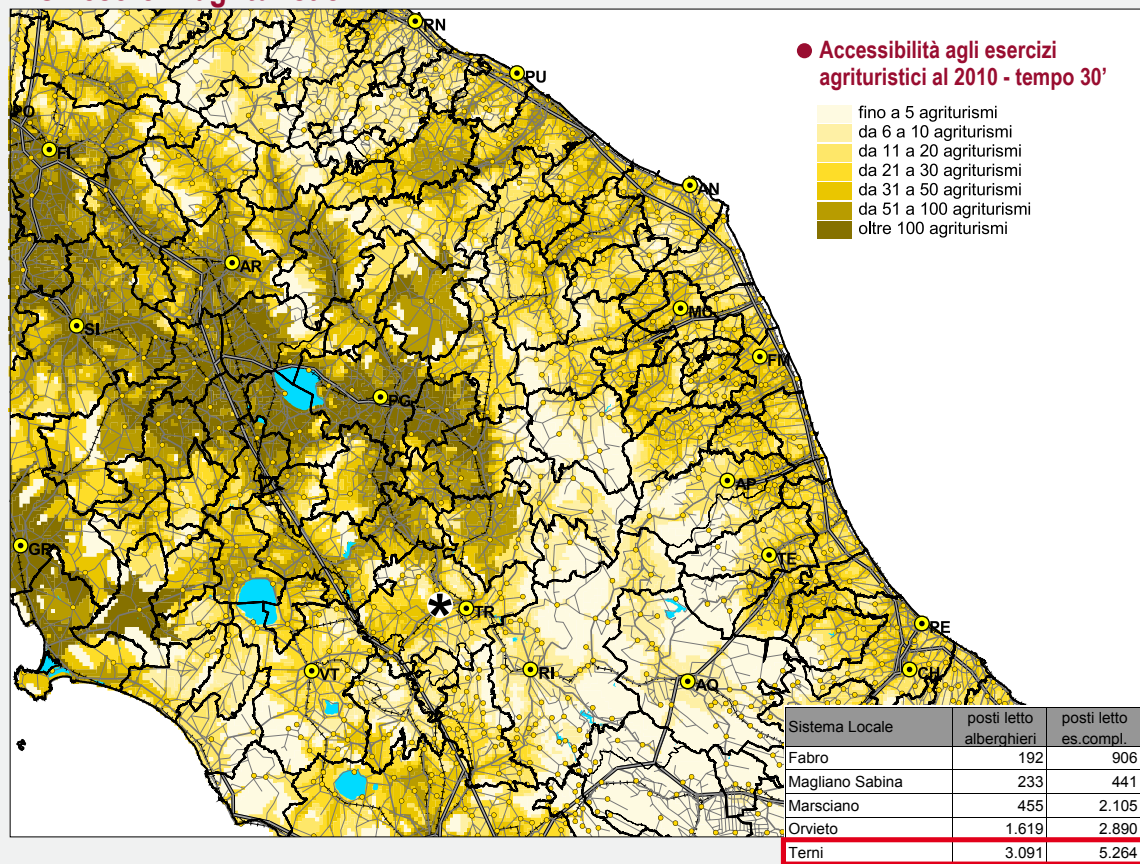 ● Accessibilità agli esercizi
agrituristici al 2010 - tempo 30'
fino a 5 agriturismi
da 6 a 10 agriturismi
da 11 a 20 agriturismi
da 21 a 30 agriturismi
da 31 a 50 agriturismi
da 51 a 100 agriturismi
oltre 100 agriturismi
RN
PU
PO
FI
AN
AR
MC
SI
FM
PG
AP
GR
TE
*
TR
PE
VT
RI
AQ
CH
Sistema Locale posti letto alberghieri posti letto es.compl.
Fabro 192 906
Magliano Sabina 233 441
Marsciano 455 2.105
Orvieto 1.619 2.890
Terni 3.091 5.264